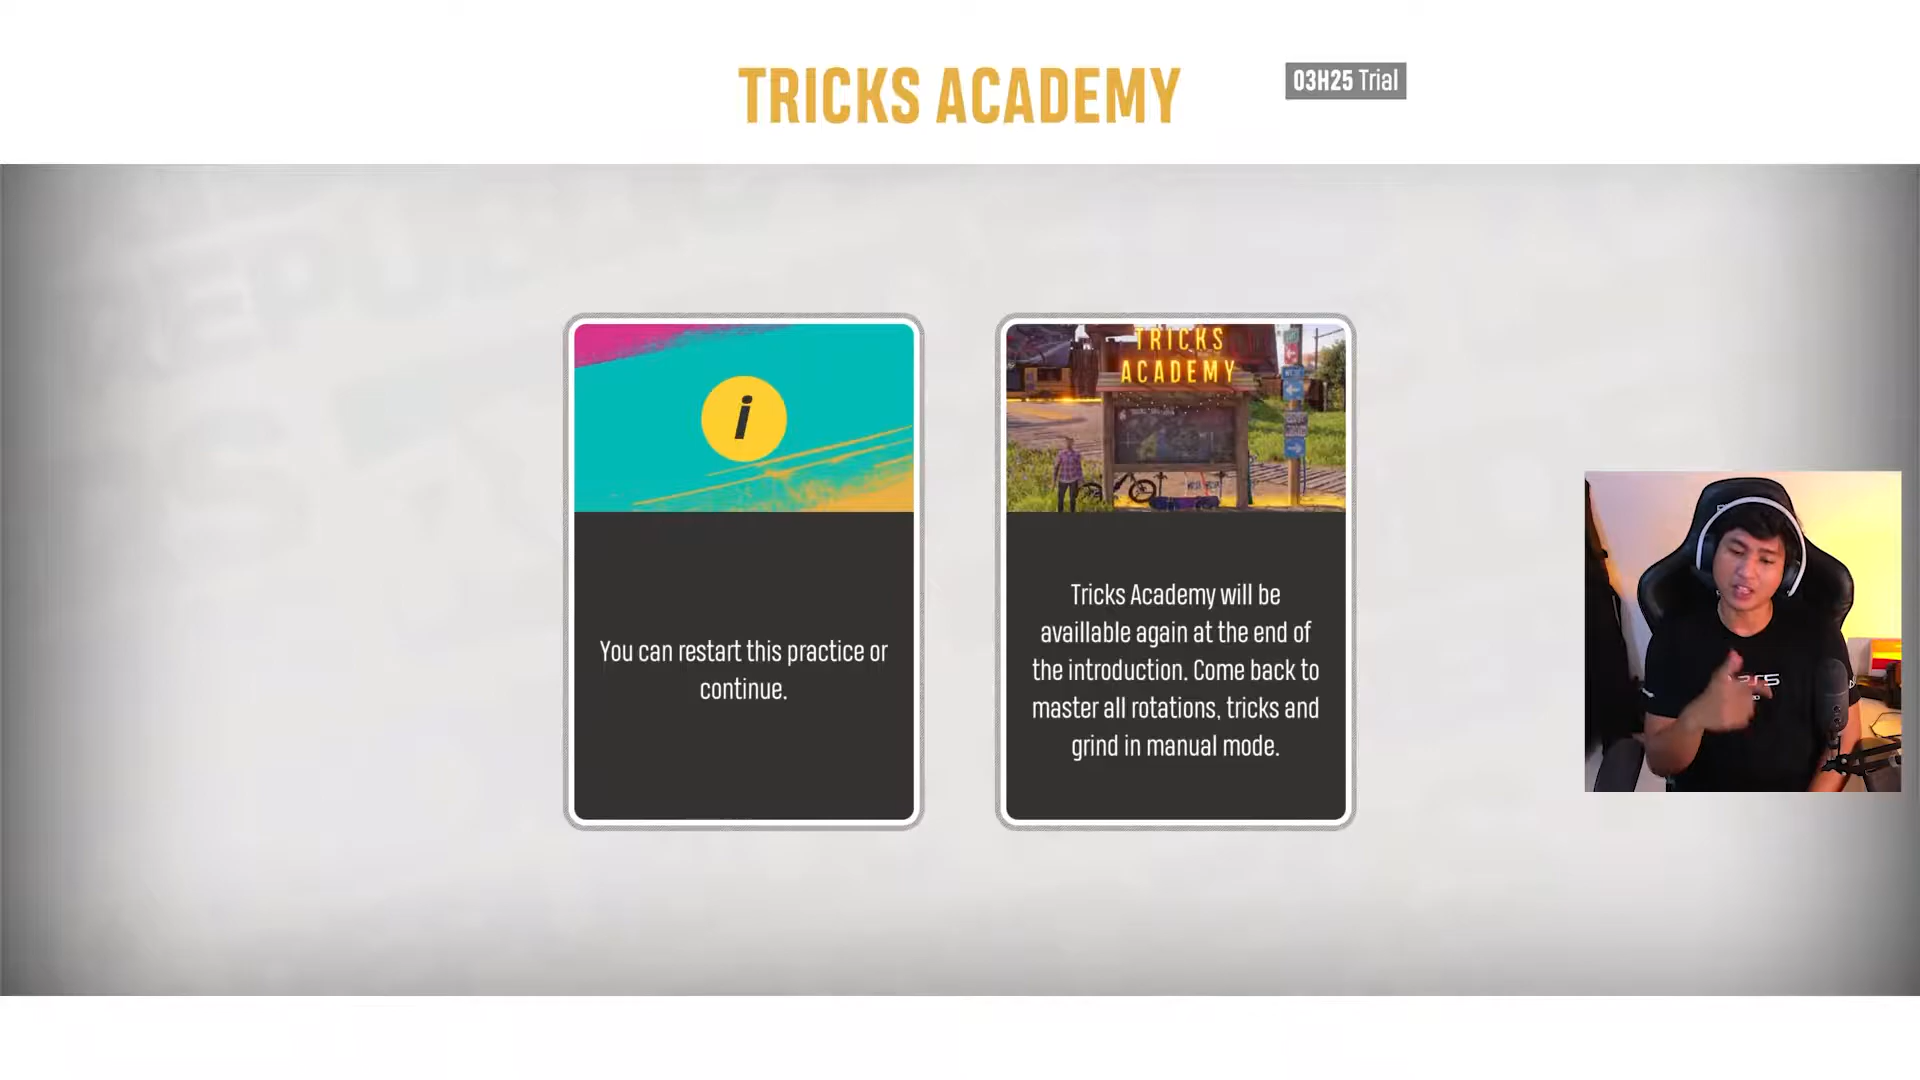 TRICKS ACADEMY
03H25 Trial
i
You can restart this practice or
continue.
TRICKS
ACADEMY
Tricks Academy will be
availlable again at the end of
the introduction. Come back to
master all rotations, tricks and
grind in manual mode.